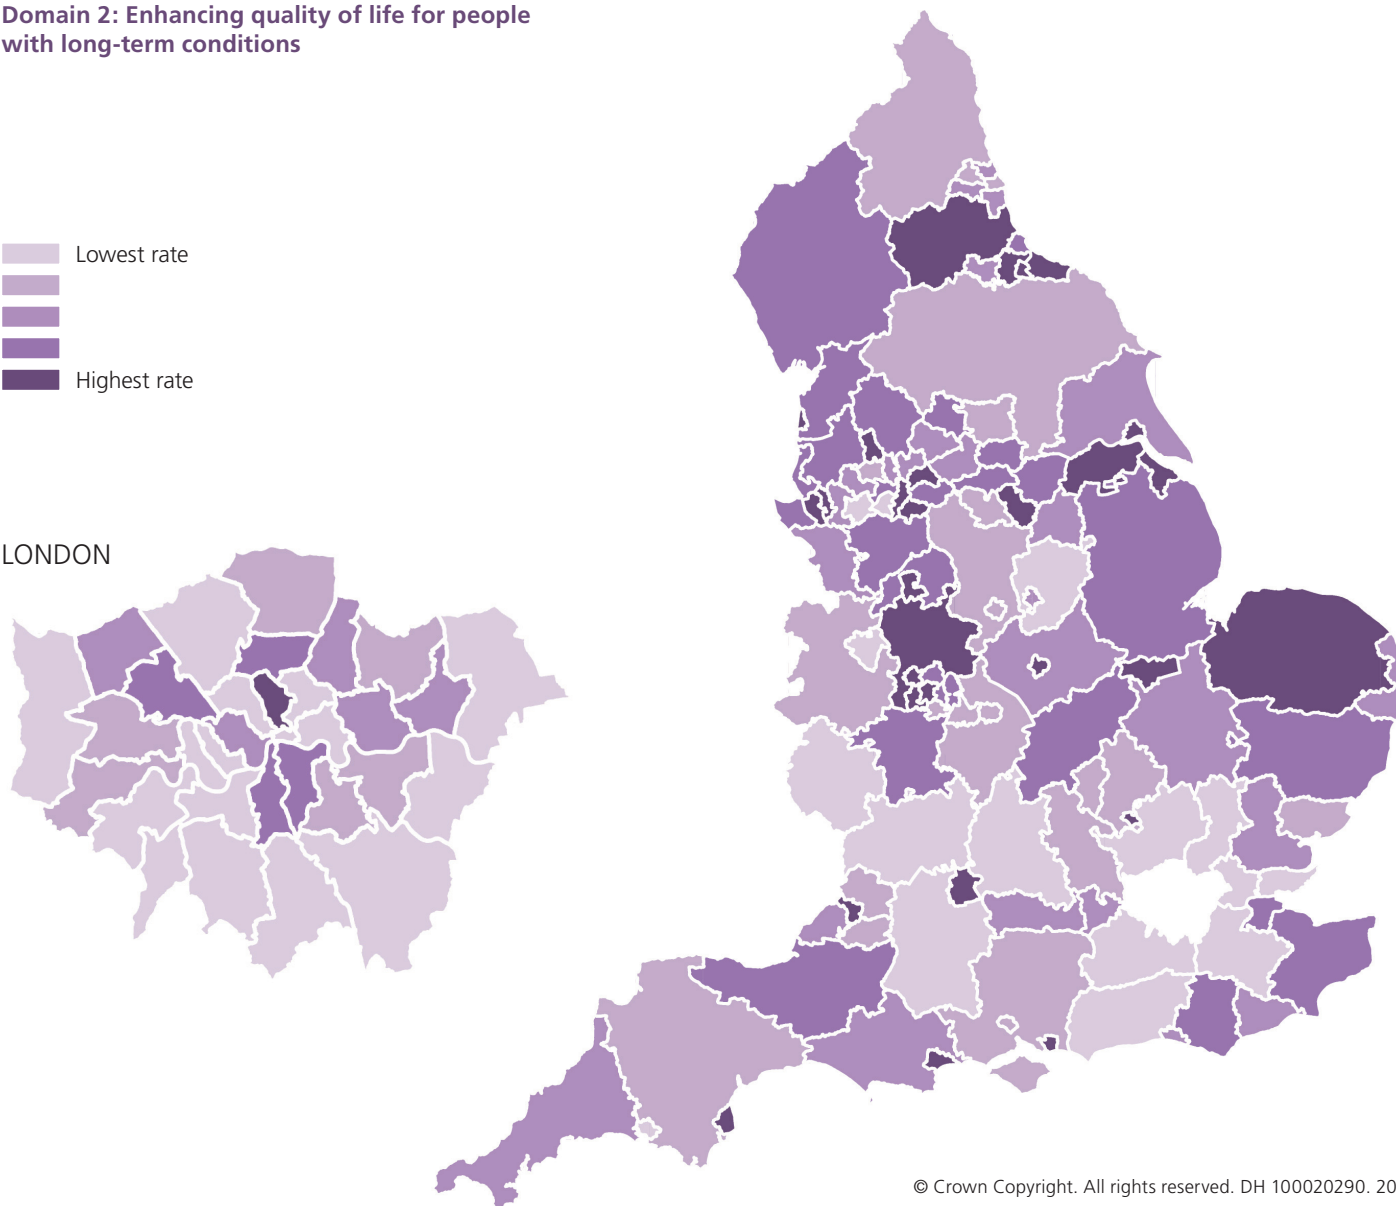 Domain 2: Enhancing quality of life for people
with long-term conditions
Lowest rate
Highest rate
LONDON
© Crown Copyright. All rights reserved. DH 100020290. 20